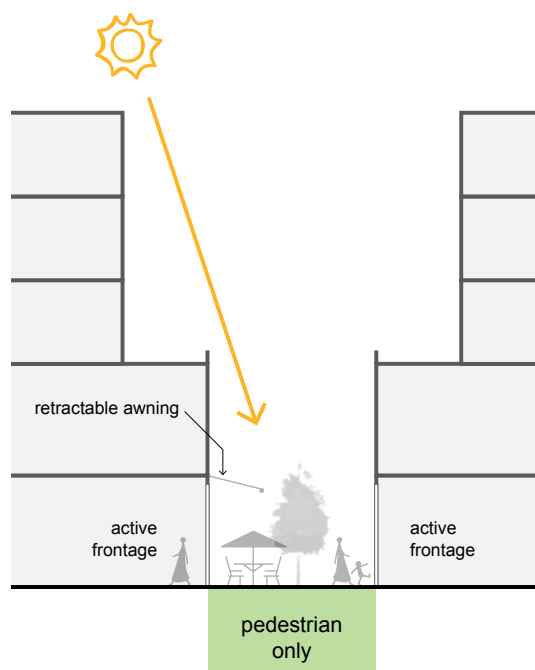 retractable awning
active
frontage
active
frontage
pedestrian
only